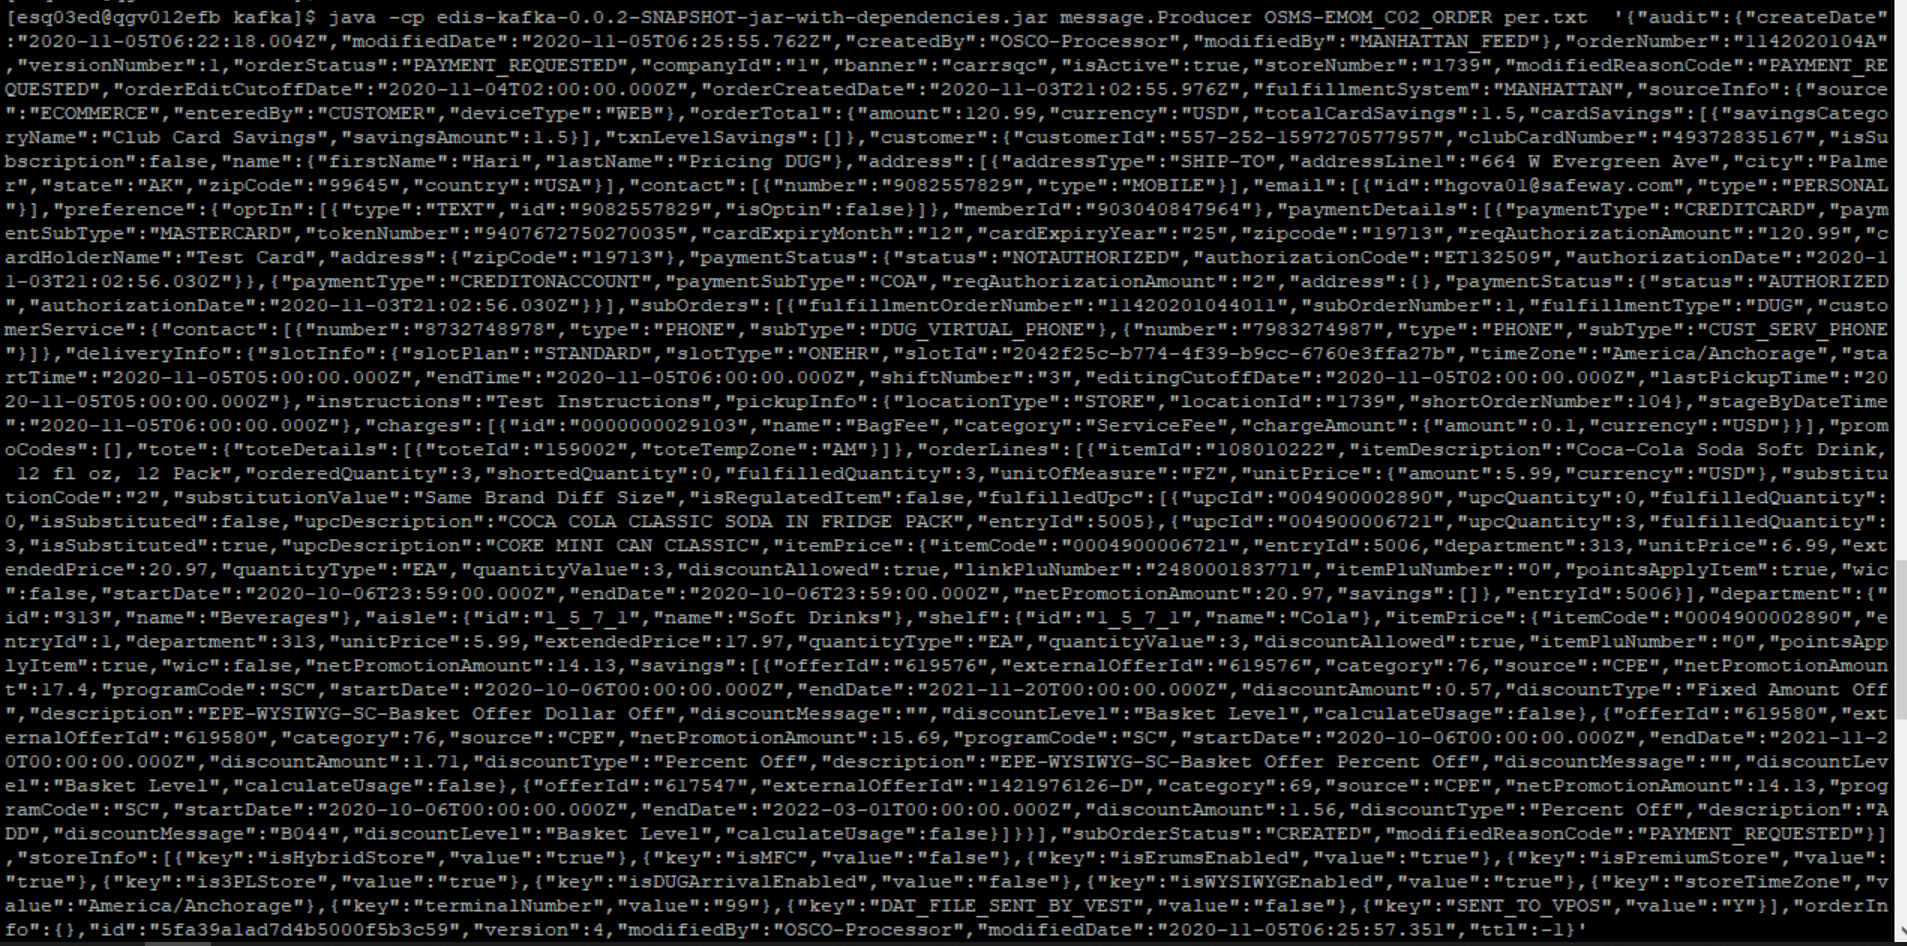 [esq03ed@qgv012efb kafka]$ java -cp edis-kafka-0.0.2-SNAPSHOT-jar-with-dependencies.jar message.Producer OSMS-EMOM_C02_ORDER per.txt  '{"audit":{"createDate"
:"2020-11-05T06:22:18.004Z","modifiedDate":"2020-11-05T06:25:55.762Z","createdBy":"OSCO-Processor","modifiedBy":"MANHATTAN_FEED"},"orderNumber":"1142020104A"
,"versionNumber":1,"orderStatus":"PAYMENT_REQUESTED","companyId":"1","banner":"carrsqc","isActive":true,"storeNumber":"1739","modifiedReasonCode":"PAYMENT_RE
QUESTED","orderEditCutoffDate":"2020-11-04T02:00:00.000Z","orderCreatedDate":"2020-11-03T21:02:55.976Z","fulfillmentSystem":"MANHATTAN","sourceInfo":{"source
":"ECOMMERCE","enteredBy":"CUSTOMER","deviceType":"WEB"},"orderTotal":{"amount":120.99,"currency":"USD","totalCardSavings":1.5,"cardSavings":[{"savingsCatego
ryName":"Club Card Savings","savingsAmount":1.5}],"txnLevelSavings":[]},"customer":{"customerId":"557-252-1597270577957","clubCardNumber":"49372835167","isSu
bscription":false,"name":{"firstName":"Hari","lastName":"Pricing DUG"},"address":[{"addressType":"SHIP-TO","addressLine1":"664 W Evergreen Ave","city":"Palme
r","state":"AK","zipCode":"99645","country":"USA"}],"contact":[{"number":"9082557829","type":"MOBILE"}],"email":[{"id":"hgova01@safeway.com","type":"PERSONAL
"}],"preference":{"optIn":[{"type":"TEXT","id":"9082557829","isOptin":false}]},"memberId":"903040847964"},"paymentDetails":[{"paymentType":"CREDITCARD","paym
entSubType":"MASTERCARD","tokenNumber":"9407672750270035","cardExpiryMonth":"12","cardExpiryYear":"25","zipcode":"19713","reqAuthorizationAmount":"120.99","c
ardHolderName":"Test Card","address":{"zipCode":"19713"},"paymentStatus":{"status":"NOTAUTHORIZED","authorizationCode":"ET132509","authorizationDate":"2020-1
1-03T21:02:56.030Z"}},{"paymentType":"CREDITONACCOUNT","paymentSubType":"COA","reqAuthorizationAmount":"2","address":{},"paymentStatus":{"status":"AUTHORIZED
","authorizationDate":"2020-11-03T21:02:56.030Z"}}],"subOrders":[{"fulfillmentOrderNumber":"11420201044011","subOrderNumber":1,"fulfillmentType":"DUG","custo
merService":{"contact":[{"number":"8732748978","type":"PHONE","subType":"DUG_VIRTUAL_PHONE"},{"number":"7983274987","type":"PHONE","subType":"CUST_SERV_PHONE
"}]},"deliveryInfo":{"slotInfo":{"slotPlan":"STANDARD","slotType":"ONEHR","slotId":"2042f25c-b774-4f39-b9cc-6760e3ffa27b","timeZone":"America/Anchorage","sta
rtTime":"2020-11-05T05:00:00.000Z","endTime":"2020-11-05T06:00:00.000Z","shiftNumber":"3","editingCutoffDate":"2020-11-05T02:00:00.000Z","lastPickupTime":"20
20-11-05T05:00:00.000Z"},"instructions":"Test Instructions","pickupInfo":{"locationType":"STORE","locationId":"1739","shortOrderNumber":104},"stageByDateTime
":"2020-11-05T06:00:00.000Z"},"charges":[{"id":"0000000029103","name":"BagFee","category":"ServiceFee","chargeAmount":{"amount":0.1,"currency":"USD"}}],"prom
oCodes":[],"tote":{"toteDetails":[{"toteId":"159002","toteTempZone":"AM"}]},"orderLines":[{"itemId":"108010222","itemDescription":"Coca-Cola Soda Soft Drink,
 12 fl oz, 12 Pack","orderedQuantity":3,"shortedQuantity":0,"fulfilledQuantity":3,"unitOfMeasure":"FZ","unitPrice":{"amount":5.99,"currency":"USD"},"substitu
tionCode":"2","substitutionValue":"Same Brand Diff Size","isRegulatedItem":false,"fulfilledUpc":[{"upcId":"004900002890","upcQuantity":0,"fulfilledQuantity":
0,"isSubstituted":false,"upcDescription":"COCA COLA CLASSIC SODA IN FRIDGE PACK","entryId":5005},{"upcId":"004900006721","upcQuantity":3,"fulfilledQuantity":
3,"isSubstituted":true,"upcDescription":"COKE MINI CAN CLASSIC","itemPrice":{"itemCode":"0004900006721","entryId":5006,"department":313,"unitPrice":6.99,"ext
endedPrice":20.97,"quantityType":"EA","quantityValue":3,"discountAllowed":true,"linkPluNumber":"248000183771","itemPluNumber":"0","pointsApplyItem":true,"wic
":false,"startDate":"2020-10-06T23:59:00.000Z","endDate":"2020-10-06T23:59:00.000Z","netPromotionAmount":20.97,"savings":[]},"entryId":5006}],"department":{"
id":"313","name":"Beverages"},"aisle":{"id":"1_5_7_1","name":"Soft Drinks"},"shelf":{"id":"1_5_7_1","name":"Cola"},"itemPrice":{"itemCode":"0004900002890","e
ntryId":1,"department":313,"unitPrice":5.99,"extendedPrice":17.97,"quantityType":"EA","quantityValue":3,"discountAllowed":true,"itemPluNumber":"0","pointsApp
lyItem":true,"wic":false,"netPromotionAmount":14.13,"savings":[{"offerId":"619576","externalOfferId":"619576","category":76,"source":"CPE","netPromotionAmoun
t":17.4,"programCode":"SC","startDate":"2020-10-06T00:00:00.000Z","endDate":"2021-11-20T00:00:00.000Z","discountAmount":0.57,"discountType":"Fixed Amount Off
","description":"EPE-WYSIWYG-SC-Basket Offer Dollar Off","discountMessage":"","discountLevel":"Basket Level","calculateUsage":false},{"offerId":"619580","ext
ernalOfferId":"619580","category":76,"source":"CPE","netPromotionAmount":15.69,"programCode":"SC","startDate":"2020-10-06T00:00:00.000Z","endDate":"2021-11-2
0T00:00:00.000Z","discountAmount":1.71,"discountType":"Percent Off","description":"EPE-WYSIWYG-SC-Basket Offer Percent Off","discountMessage":"","discountLev
el":"Basket Level","calculateUsage":false},{"offerId":"617547","externalOfferId":"1421976126-D","category":69,"source":"CPE","netPromotionAmount":14.13,"prog
ramCode":"SC","startDate":"2020-10-06T00:00:00.000Z","endDate":"2022-03-01T00:00:00.000Z","discountAmount":1.56,"discountType":"Percent Off","description":"A
DD","discountMessage":"B044","discountLevel":"Basket Level","calculateUsage":false}]}}],"subOrderStatus":"CREATED","modifiedReasonCode":"PAYMENT_REQUESTED"}]
,"storeInfo":[{"key":"isHybridStore","value":"true"},{"key":"isMFC","value":"false"},{"key":"isErumsEnabled","value":"true"},{"key":"isPremiumStore","value":
"true"},{"key":"is3PLStore","value":"true"},{"key":"isDUGArrivalEnabled","value":"false"},{"key":"isWYSIWYGEnabled","value":"true"},{"key":"storeTimeZone","v
alue":"America/Anchorage"},{"key":"terminalNumber","value":"99"},{"key":"DAT_FILE_SENT_BY_VEST","value":"false"},{"key":"SENT_TO_VPOS","value":"Y"}],"orderIn
fo":{},"id":"5fa39a1ad7d4b5000f5b3c59","version":4,"modifiedBy":"OSCO-Processor","modifiedDate":"2020-11-05T06:25:57.351","ttl":-1}'